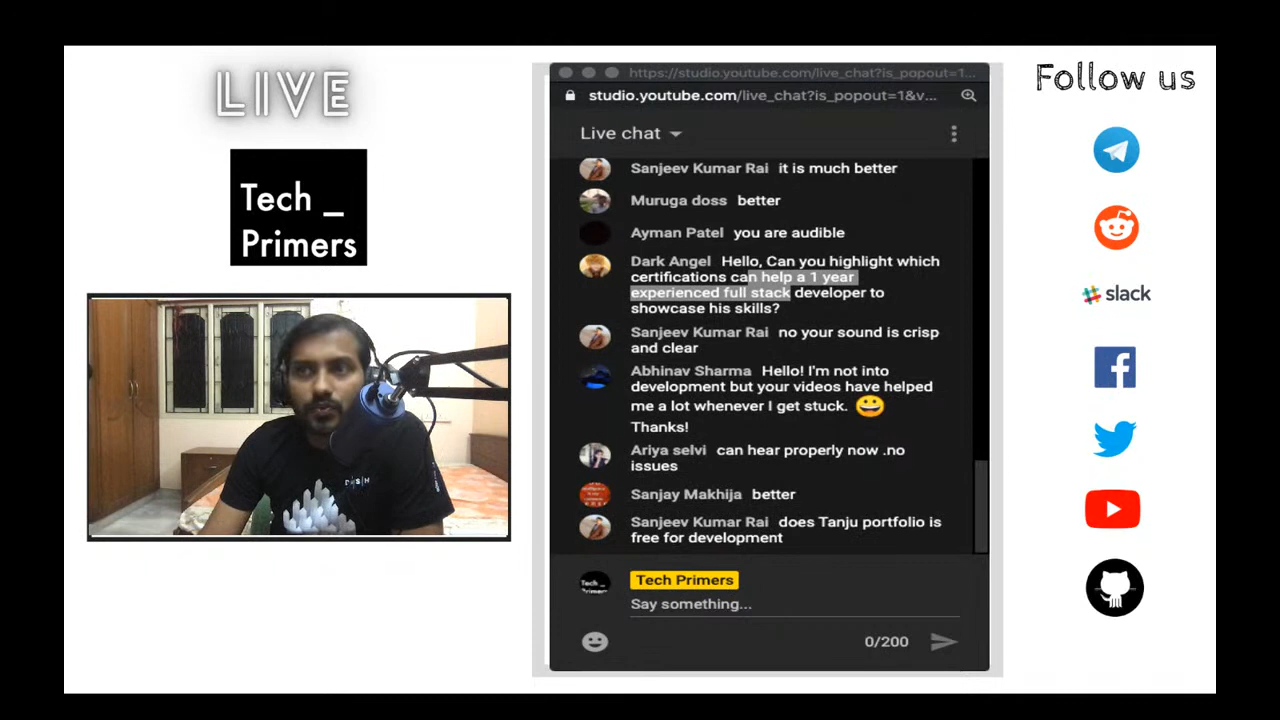 LIVE
Tech _
Primers
https://studio.youtube.com/live_chat?is_popout=1...
studio.youtube.com/live_chat?is_popout=1&v...
Live chat
Sanjeev Kumar Rai it is much better
Muruga doss better
Ayman Patel you are audible
Dark Angel Hello, Can you highlight which
certifications can help a 1 year
experienced full stack developer to
showcase his skills?
Sanjeev Kumar Rai no your sound is crisp
and clear
Abhinav Sharma Hello! I'm not into
development but your videos have helped
me a lot whenever I get stuck. 😀
Thanks!
Ariya selvi can hear properly now .no
issues
Sanjay Makhija better
Sanjeev Kumar Rai does Tanju portfolio is
free for development
Tech _
Primers
Tech Primers
Say something...
0/200
Follow us
slack